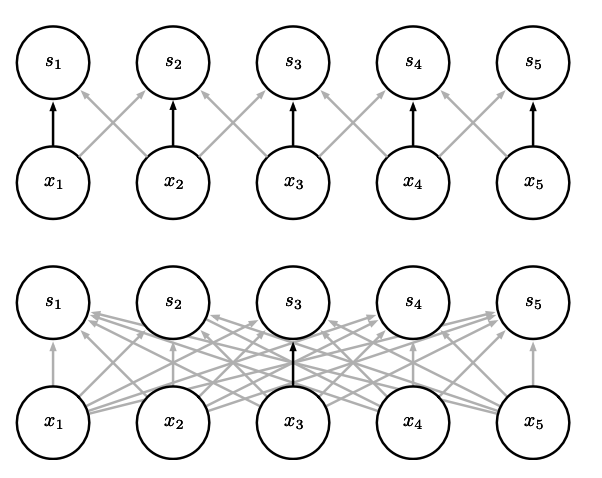 s₁ s₂ s₃ s₄ s₅
x₁ x₂ x₃ x₄ x₅
s₁ s₂ s₃ s₄ s₅
x₁ x₂ x₃ x₄ x₅